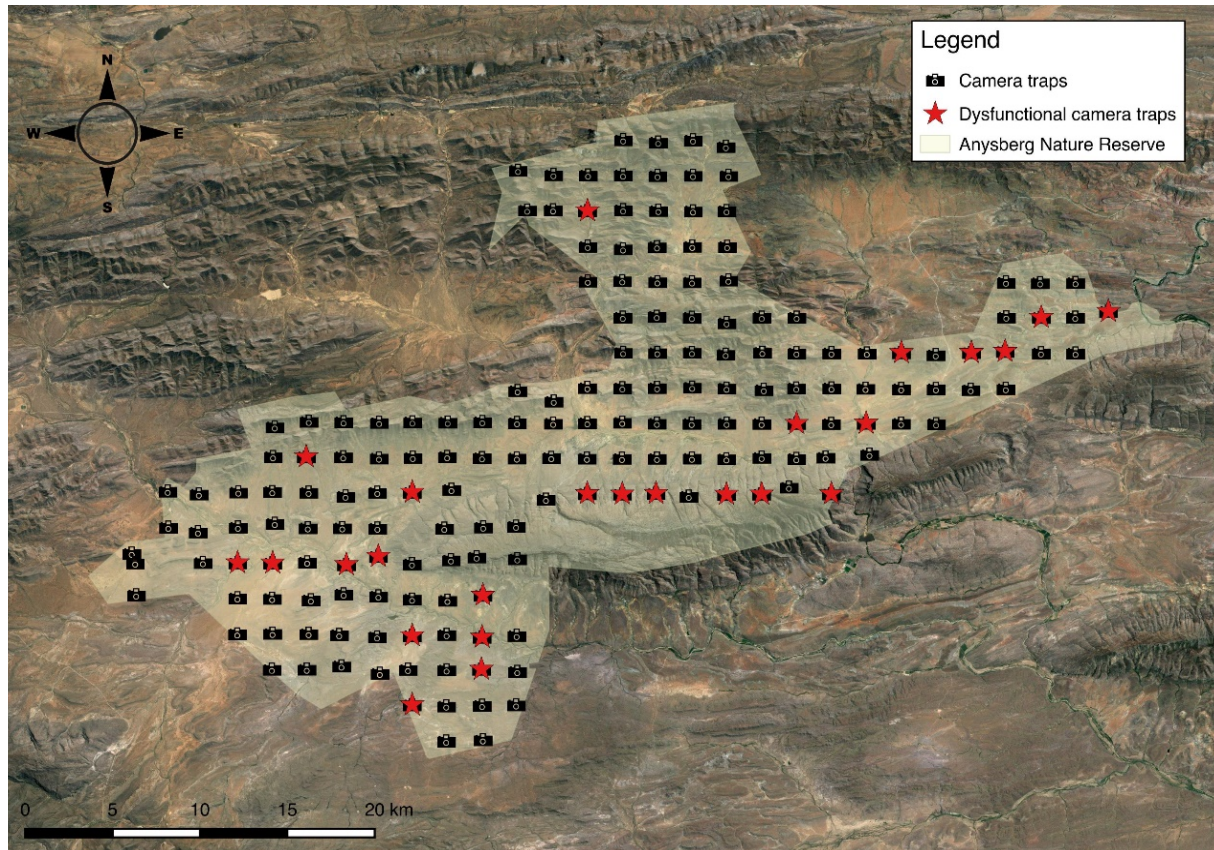 Legend
Camera traps
Dysfunctional camera traps
Anysberg Nature Reserve
N
W E
S
0 5 10 15 20 km